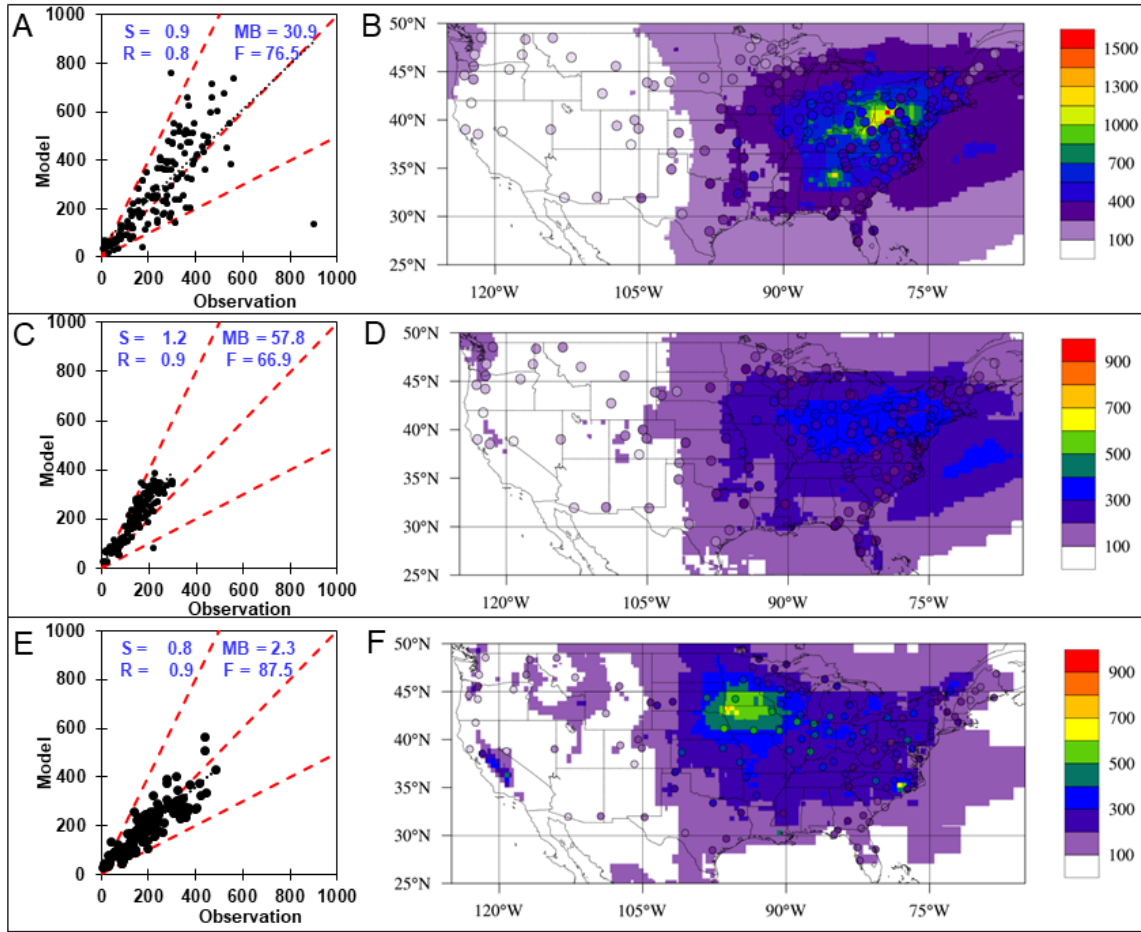 A
1000
800
600
400
200
0
Model
S = 0.9 MB = 30.9
R = 0.8 F = 76.5
0 200 400 600 800 1000
Observation
B
50°N
45°N
40°N
35°N
30°N
25°N
120°W 105°W 90°W 75°W
1500
1300
1000
700
400
100
C
1000
800
600
400
200
0
Model
S = 1.2 MB = 57.8
R = 0.9 F = 66.9
0 200 400 600 800 1000
Observation
D
50°N
45°N
40°N
35°N
30°N
25°N
120°W 105°W 90°W 75°W
900
700
500
300
100
E
1000
800
600
400
200
0
Model
S = 0.8 MB = 2.3
R = 0.9 F = 87.5
0 200 400 600 800 1000
Observation
F
50°N
45°N
40°N
35°N
30°N
25°N
120°W 105°W 90°W 75°W
900
700
500
300
100